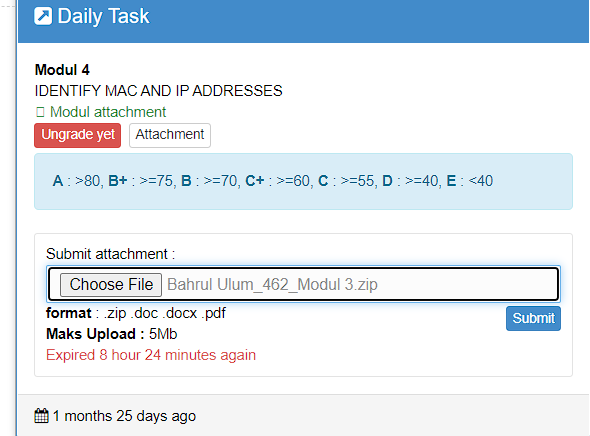 Daily Task
Modul 4
IDENTIFY MAC AND IP ADDRESSES
Modul attachment
Ungrade yet Attachment
A : >80, B+ : >=75, B : >=70, C+ : >=60, C : >=55, D : >=40, E : <40
Submit attachment :
Choose File Bahrul Ulum_462_Modul 3.zip
format : .zip .doc .docx .pdf
Submit
Maks Upload : 5Mb
Expired 8 hour 24 minutes again
1 months 25 days ago